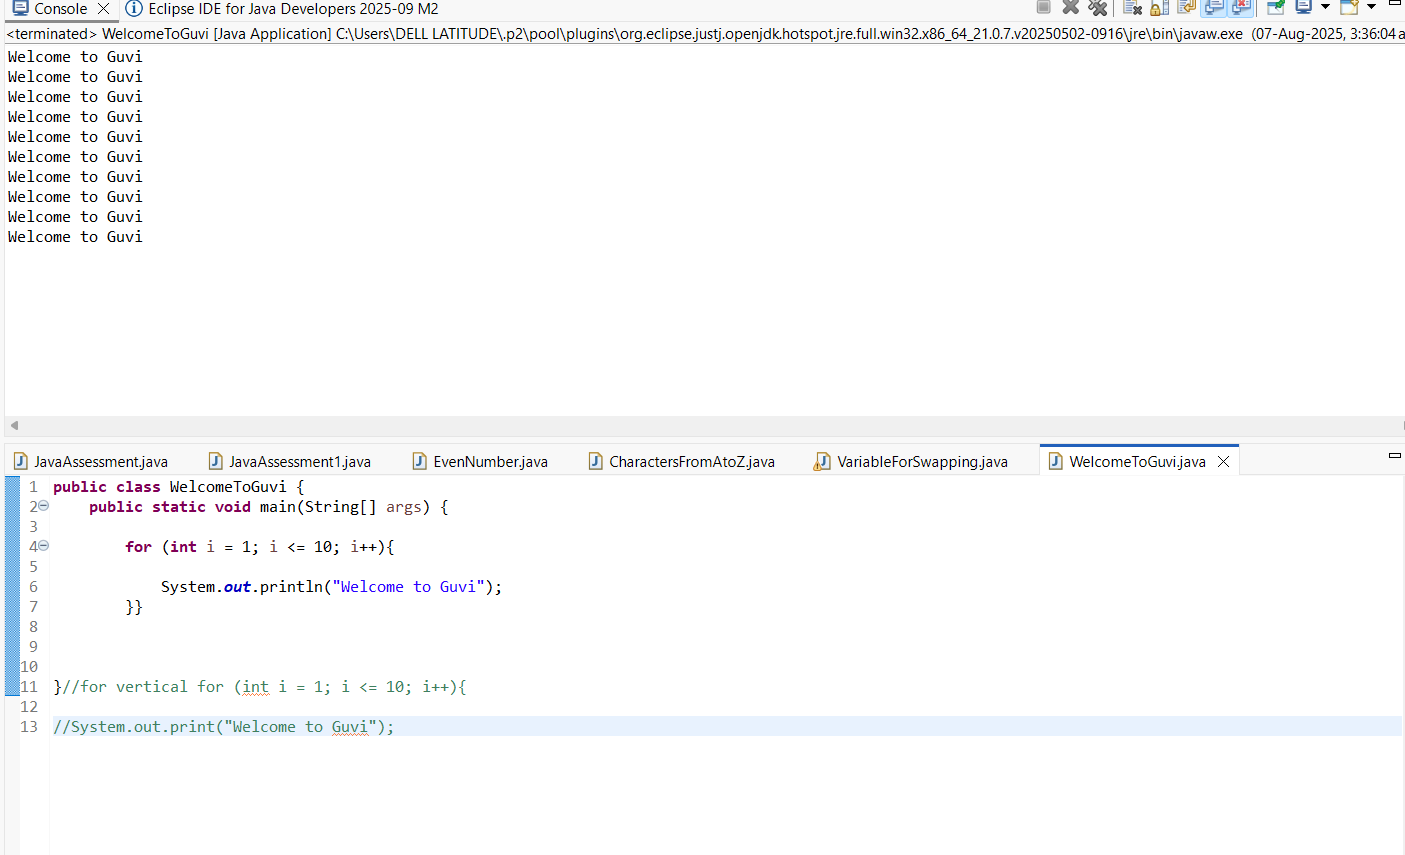 Console Eclipse IDE for Java Developers 2025-09 M2
<terminated> WelcomeToGuvi [Java Application] C:\Users\DELL LATITUDE\.p2\pool\plugins\org.eclipse.justj.openjdk.hotspot.jre.full.win32.x86_64_21.0.7.v20250502-0916\jre\bin\javaw.exe (07-Aug-2025, 3:36:04 a
Welcome to Guvi
Welcome to Guvi
Welcome to Guvi
Welcome to Guvi
Welcome to Guvi
Welcome to Guvi
Welcome to Guvi
Welcome to Guvi
Welcome to Guvi
Welcome to Guvi
JavaAssessment.java JavaAssessment1.java EvenNumber.java CharactersFromAtoZ.java VariableForSwapping.java WelcomeToGuvi.java
1 public class WelcomeToGuvi {
2 public static void main(String[] args) {
3
4 for (int i = 1; i <= 10; i++){
5
6 System.out.println("Welcome to Guvi");
7 }}
8
9
10
11 }//for vertical for (int i = 1; i <= 10; i++){
12
13 //System.out.print("Welcome to Guvi");